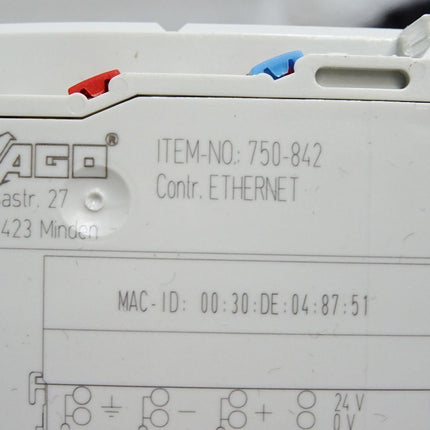 WAGO®
ITEM-NO.: 750-842
Contr. ETHERNET
astr. 27
423 Minden
MAC-ID: 00:30:DE:04:87:51
24 V
0 V